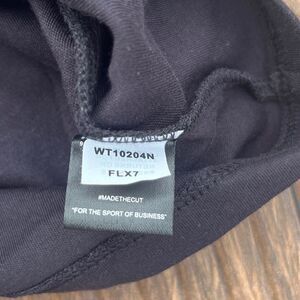 WT10204N
FLX7
#MADETHECUT
"FOR THE SPORT OF BUSINESS"